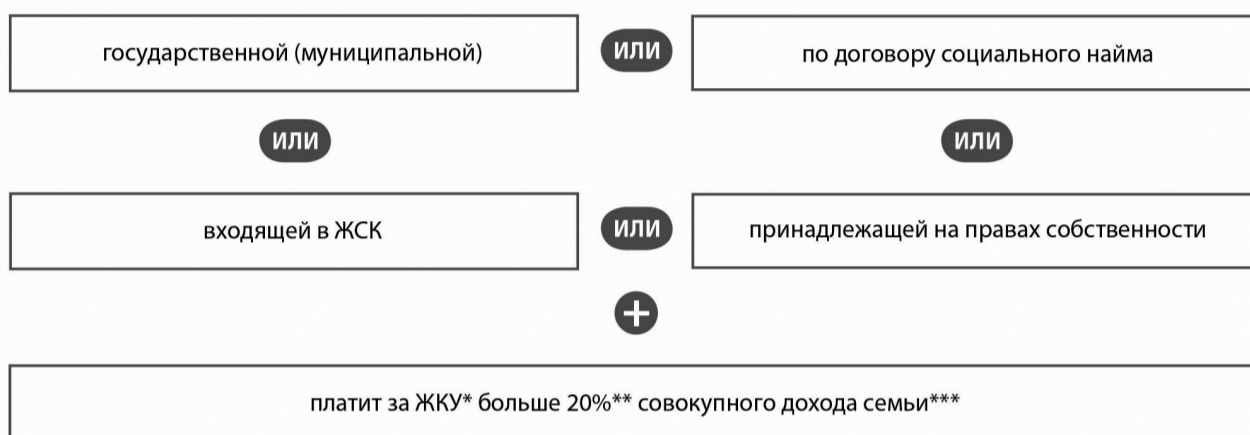 государственной (муниципальной)
ИЛИ
по договору социального найма
ИЛИ
ИЛИ
входящей в ЖСК
ИЛИ
принадлежащей на правах собственности
+
платит за ЖКУ* больше 20%** совокупного дохода семьи***